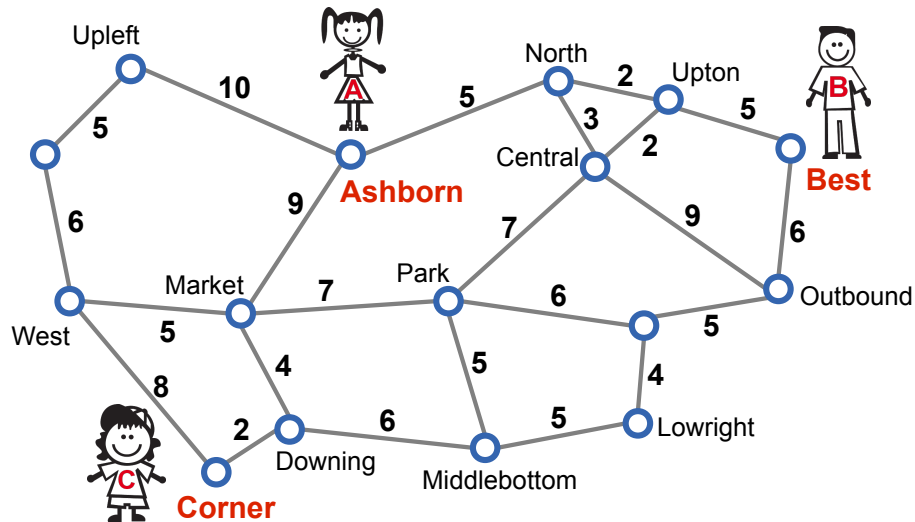 Upleft
North
Upton
A
B
10
5
2
5
5
3
2
Central
Ashborn
Best
9
9
6
7
6
Market
Park
7
6
Outbound
West
5
5
4
5
4
8
2
6
5
Lowright
Downing
Middlebottom
C
Corner